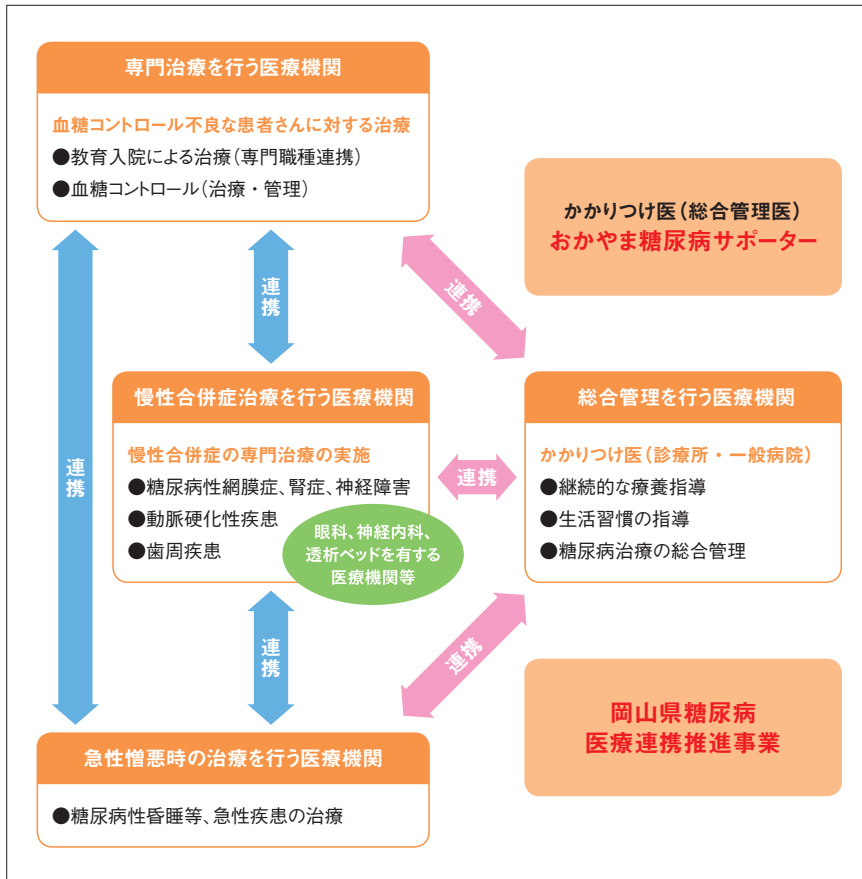 専門治療を行う医療機関
血糖コントロール不良な患者さんに対する治療
●教育入院による治療（専門職種連携）
●血糖コントロール（治療・管理）
かかりつけ医（総合管理医）
おかやま糖尿病サポーター
連携
連携
連携
慢性合併症治療を行う医療機関
慢性合併症の専門治療の実施
●糖尿病性網膜症、腎症、神経障害
●動脈硬化性疾患
●歯周疾患
眼科、神経内科、
透析ベッドを有する
医療機関等
連携
総合管理を行う医療機関
かかりつけ医（診療所・一般病院）
●継続的な療養指導
●生活習慣の指導
●糖尿病治療の総合管理
連携
連携
岡山県糖尿病
医療連携推進事業
急性憎悪時の治療を行う医療機関
●糖尿病性昏睡等、急性疾患の治療